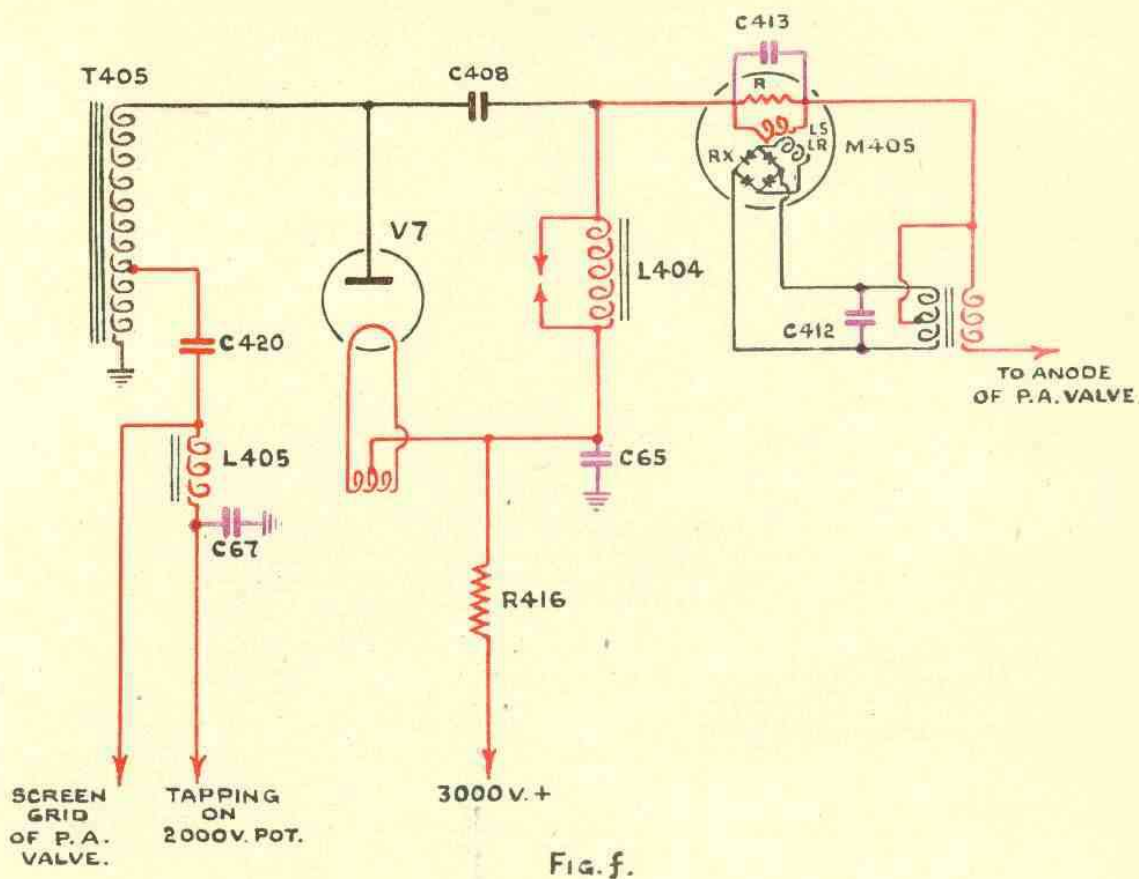 C413
T405
C408
R
LS
LR
M405
RX
V7
L404
C420
C412
TO ANODE
OF P.A. VALVE
L405
C65
C67
R416
SCREEN
GRID
OF P.A.
VALVE.
TAPPING
ON
2000V. POT.
3000V. +
FIG. f.